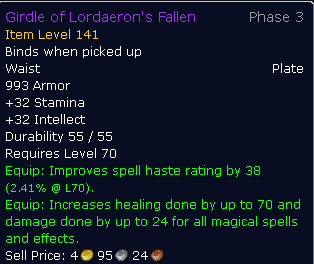 Girdle of Lordaeron's Fallen Phase 3
Item Level 141
Binds when picked up
Waist Plate
993 Armor
+32 Stamina
+32 Intellect
Durability 55 / 55
Requires Level 70
Equip: Improves spell haste rating by 38
(2.41% @ L70).
Equip: Increases healing done by up to 70 and
damage done by up to 24 for all magical spells
and effects.
Sell Price: 4 95 24